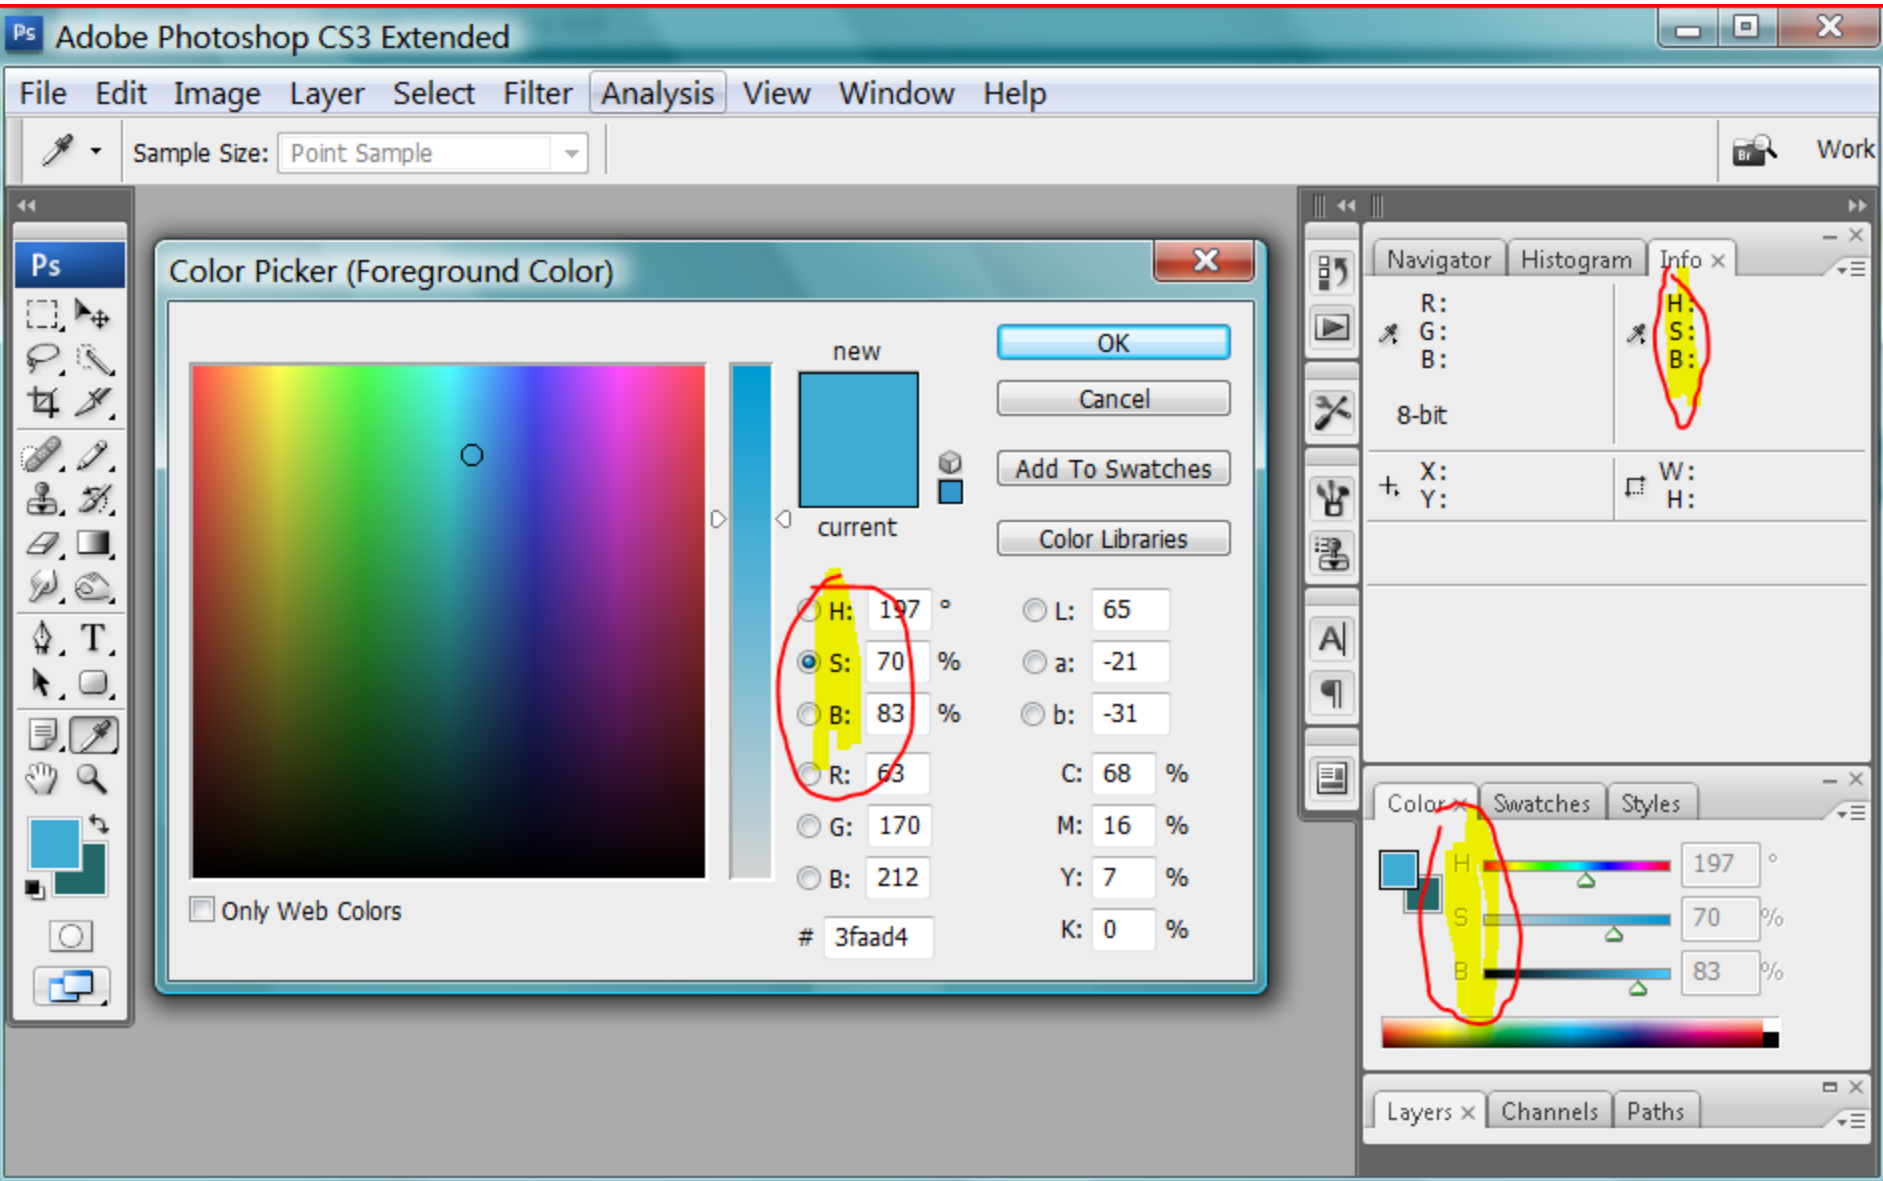 Ps Adobe Photoshop CS3 Extended
File Edit Image Layer Select Filter Analysis View Window Help
Sample Size: Point Sample
Br Work
Ps
Color Picker (Foreground Color)
new
current
OK
Cancel
Add To Swatches
Color Libraries
H: 197 °
S: 70 %
B: 83 %
R: 63
G: 170
B: 212
# 3faad4
L: 65
a: -21
b: -31
C: 68 %
M: 16 %
Y: 7 %
K: 0 %
Only Web Colors
T
A
Navigator Histogram Info
R: H:
G: S:
B: B:
8-bit
X: W:
Y: H:
Color Swatches Styles
H 197 °
S 70 %
B 83 %
Layers Channels Paths